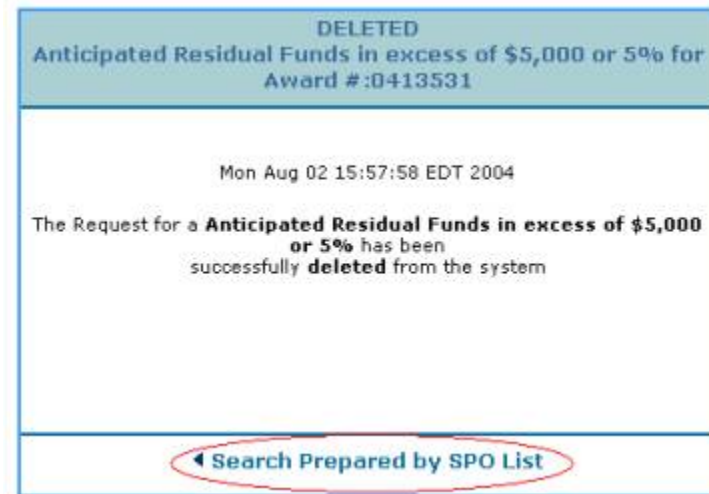 DELETED
Anticipated Residual Funds in excess of $5,000 or 5% for
Award #:0413531
Mon Aug 02 15:57:58 EDT 2004
The Request for a Anticipated Residual Funds in excess of $5,000
or 5% has been
successfully deleted from the system
Search Prepared by SPO List